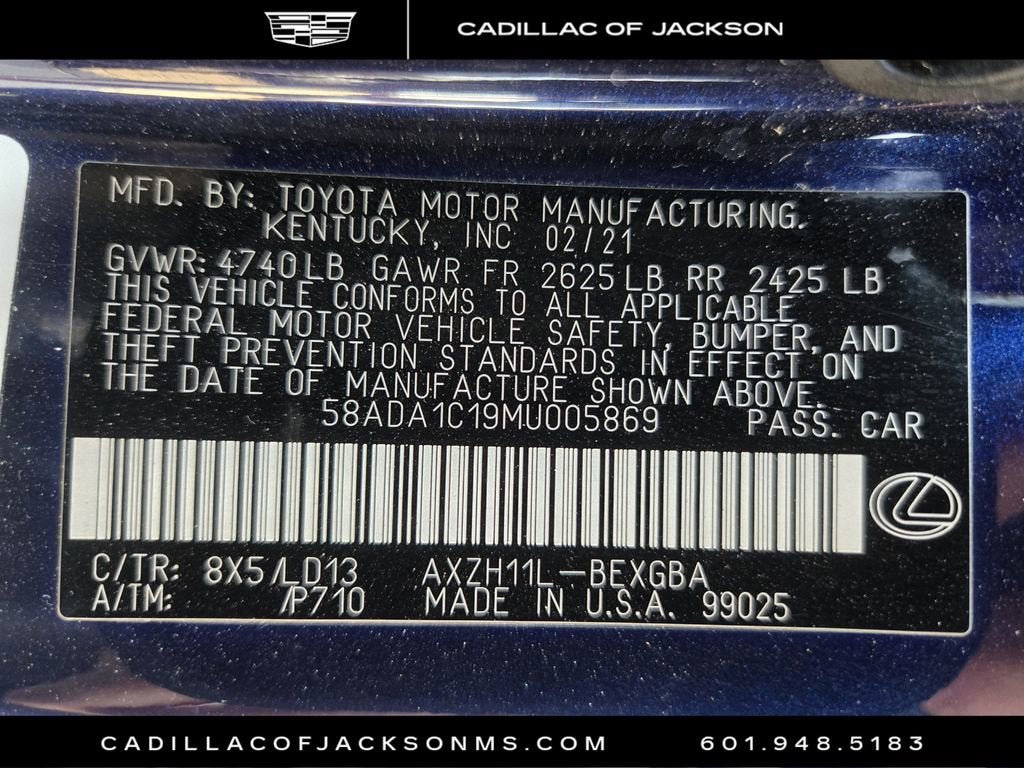 CADILLAC OF JACKSON
MFD. BY: TOYOTA MOTOR MANUFACTURING.
KENTUCKY, INC 02/21
GVWR: 4740LB GAWR FR 2625LB RR 2425 LB
THIS VEHICLE CONFORMS TO ALL APPLICABLE
FEDERAL MOTOR VEHICLE SAFETY, BUMPER, AND
THEFT PREVENTION STANDARDS IN EFFECT ON
THE DATE OF MANUFACTURE SHOWN ABOVE.
58ADA1C19MU005869 PASS. CAR
C/TR: 8X5/LD13 AXZH11L-BEXGBA
A/TM: /P710 MADE IN U.S.A. 99025
CADILLACOFJACKSONMS.COM 601.948.5183